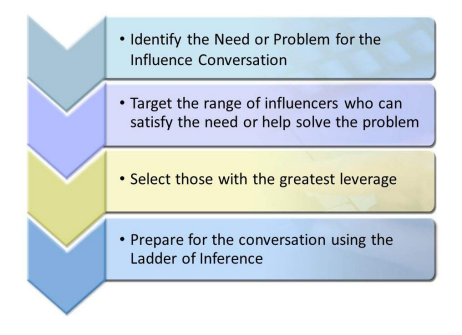 • Identify the Need or Problem for the
Influence Conversation
• Target the range of influencers who can
satisfy the need or help solve the problem
• Select those with the greatest leverage
• Prepare for the conversation using the
Ladder of Inference